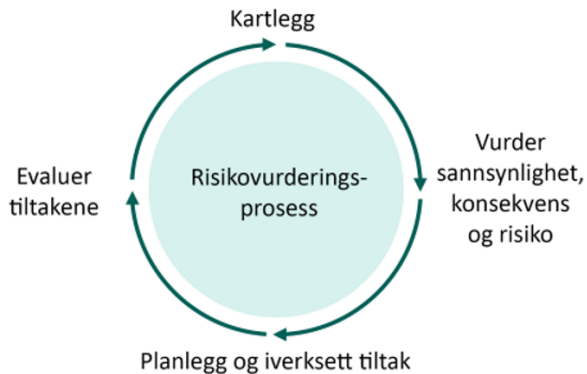 Kartlegg
Vurder
sannsynlighet,
konsekvens
og risiko
Planlegg og iverksett tiltak
Evaluer
tiltakene
Risikovurderings-
prosess